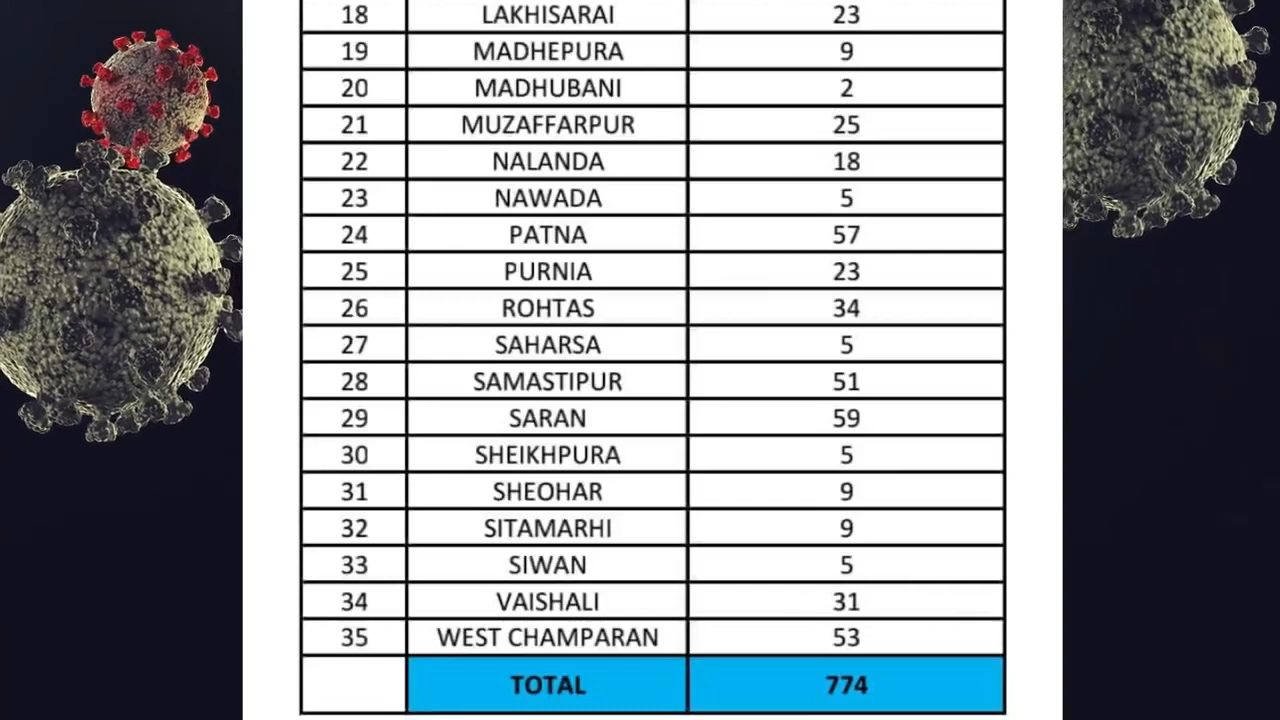 18 LAKHISARAI 23
19 MADHEPURA 9
20 MADHUBANI 2
21 MUZAFFARPUR 25
22 NALANDA 18
23 NAWADA 5
24 PATNA 57
25 PURNIA 23
26 ROHTAS 34
27 SAHARSA 5
28 SAMASTIPUR 51
29 SARAN 59
30 SHEIKHPURA 5
31 SHEOHAR 9
32 SITAMARHI 9
33 SIWAN 5
34 VAISHALI 31
35 WEST CHAMPARAN 53
TOTAL 774